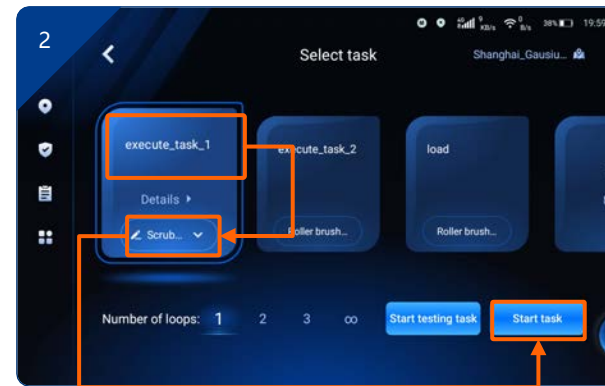 2
38% 19:59
Select task
Shanghai_Gausiu...
execute_task_1
execute_task_2
load
Details
Scrub...
Roller brush...
Roller brush...
Number of loops: 1 2 3 ∞
Start testing task
Start task